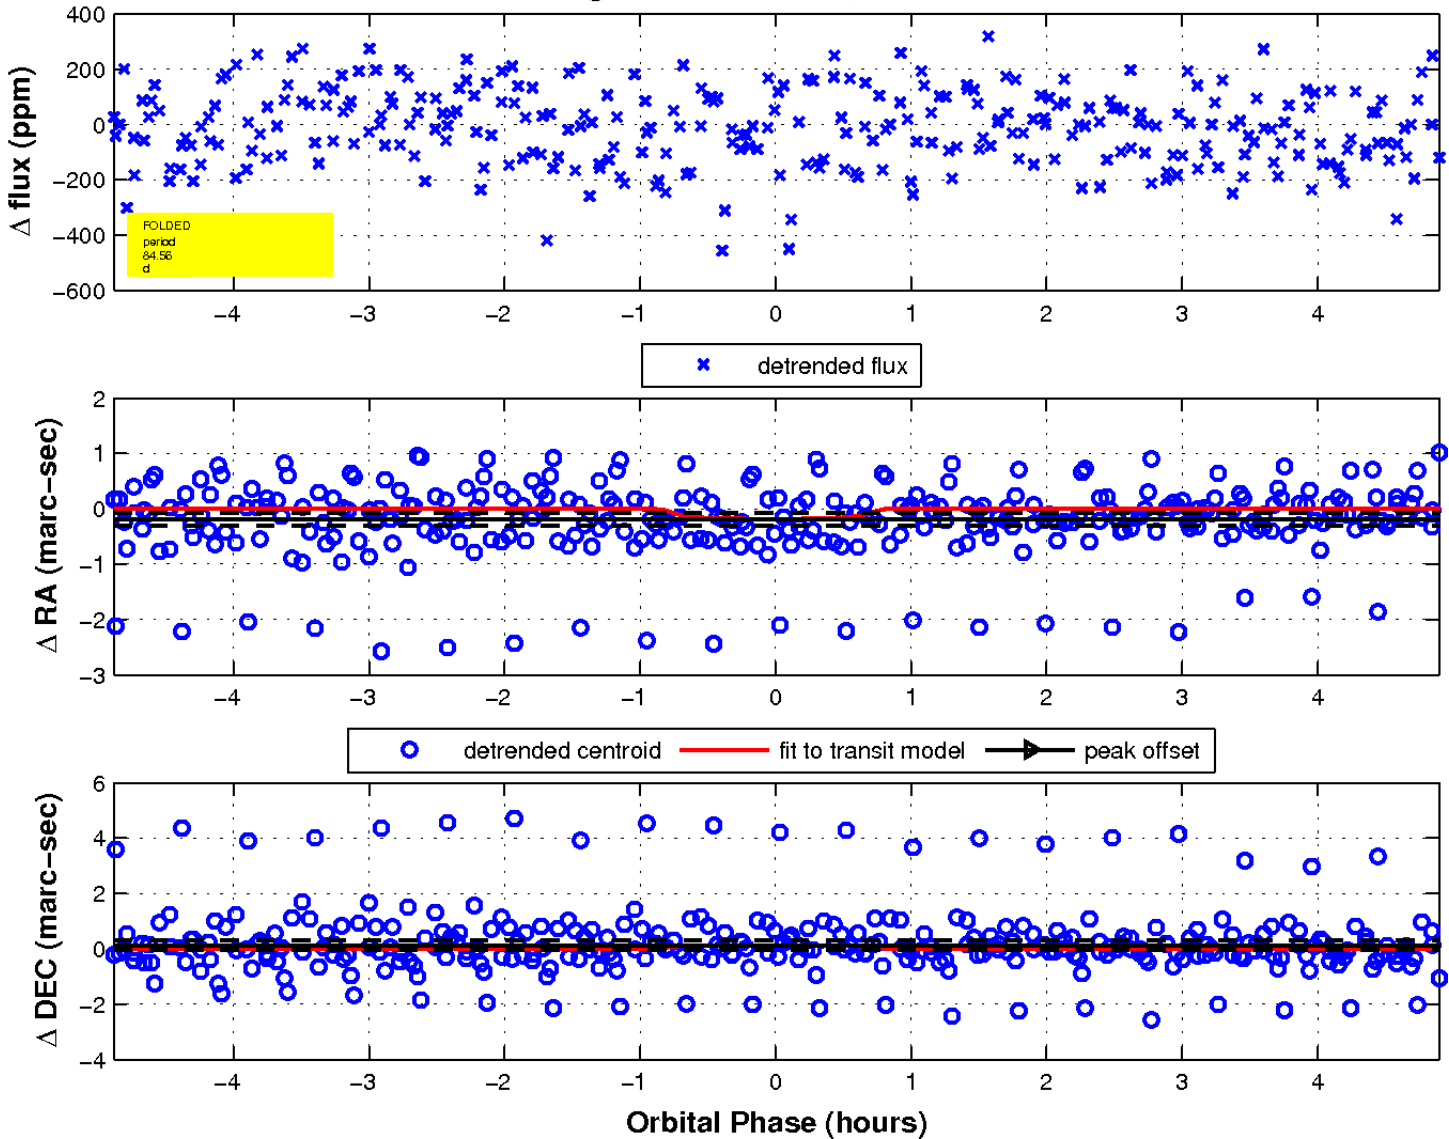 400
200
0
−200
−400
−600
Δ flux (ppm)
FOLDED
period
84.56
d
−4 −3 −2 −1 0 1 2 3 4
detrended flux
2
1
0
−1
−2
−3
Δ RA (marc−sec)
−4 −3 −2 −1 0 1 2 3 4
detrended centroid fit to transit model peak offset
6
4
2
0
−2
−4
Δ DEC (marc−sec)
−4 −3 −2 −1 0 1 2 3 4
Orbital Phase (hours)